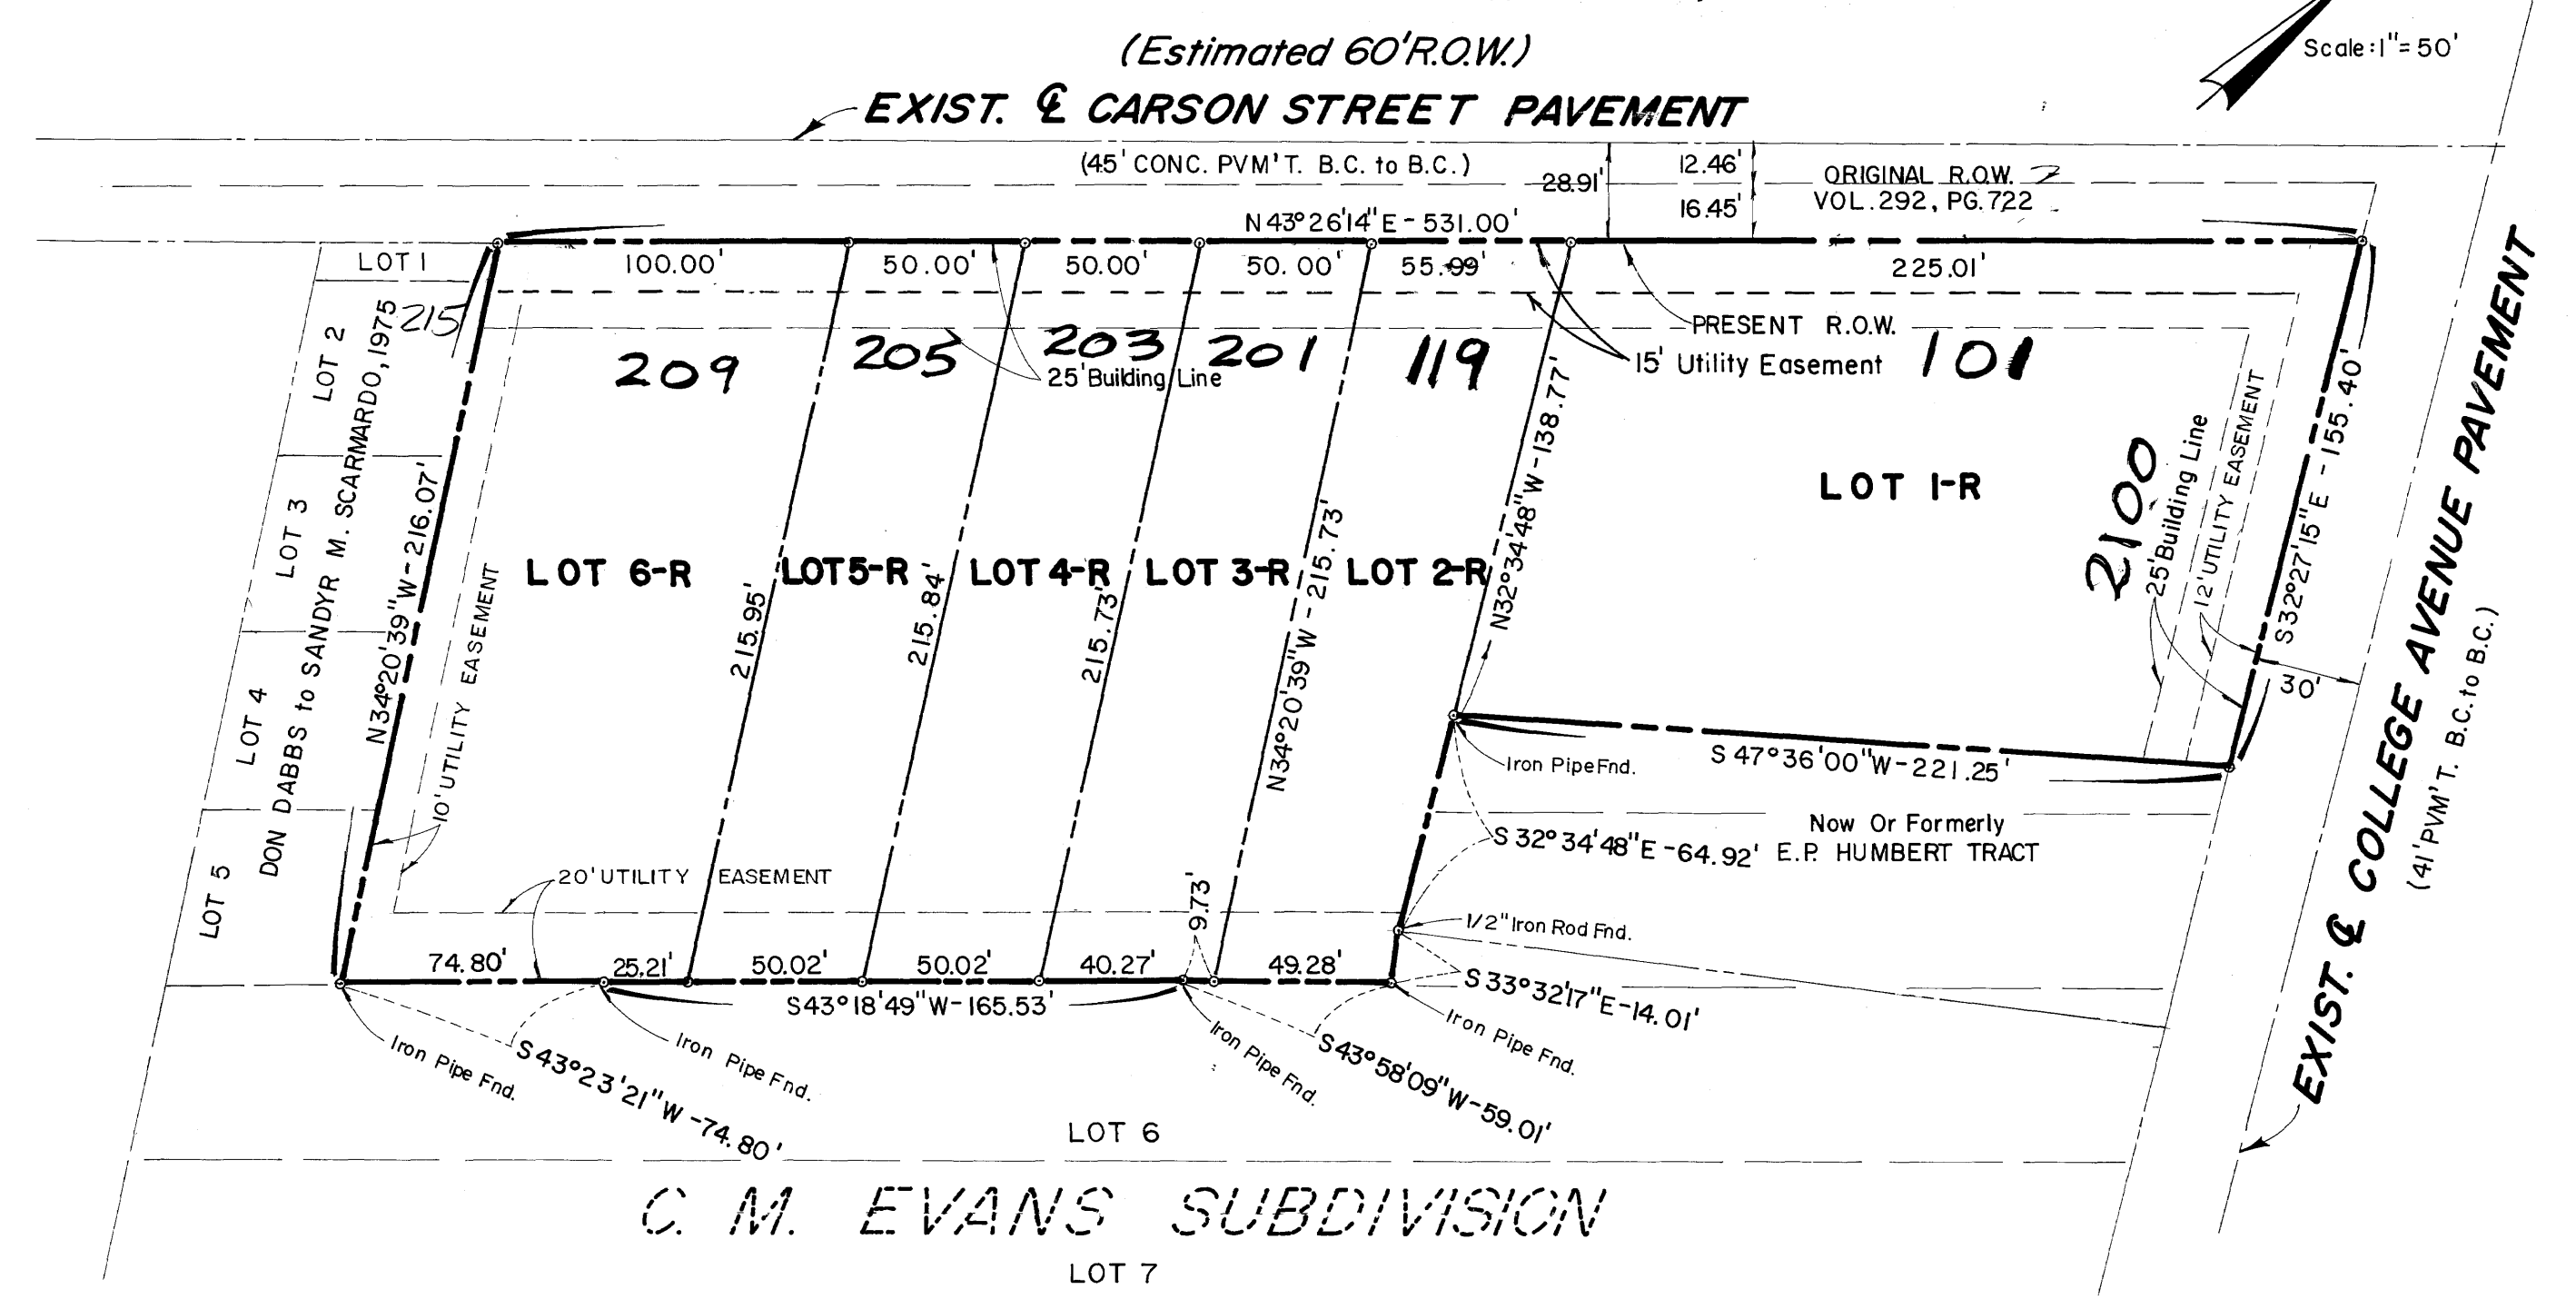 (Estimated 60'R.O.W.)
Scale:1"=50'
EXIST. ℄ CARSON STREET PAVEMENT
(45' CONC. PVM'T. B.C. to B.C.)
28.91'
12.46'
16.45'
ORIGINAL R.O.W.
VOL.292, PG.722
N 43°26'14"E-531.00'
LOT 1
100.00'
50.00'
50.00'
50.00'
55.99'
225.01'
215
209
205
203
201
119
101
25'Building Line
PRESENT R.O.W.
15' Utility Easement
LOT 2
LOT 3
LOT 4
LOT 5
DON DABBS to SANDYR M. SCARMARDO, 1975
N34°20'39"W-216.07'
10'UTILITY EASEMENT
LOT 6-R
LOT5-R
LOT 4-R
LOT 3-R
LOT 2-R
LOT 1-R
215.95'
215.84'
215.73'
N34°20'39"W-215.73'
N32°34'48"W-138.77'
2100
25'Building Line
12'UTILITY EASEMENT
S32°27'15"E-155.40'
30'
EXIST. ℄ COLLEGE AVENUE PAVEMENT
(41'PVM'T. B.C. to B.C.)
Iron Pipe Fnd.
S 47°36'00"W-221.25'
Now Or Formerly
E.P. HUMBERT TRACT
S 32°34'48"E-64.92'
20'UTILITY EASEMENT
9.73'
1/2"Iron Rod Fnd.
74.80'
25.21'
50.02'
50.02'
40.27'
49.28'
S43°18'49"W-165.53'
S 33°32'17"E-14.01'
Iron Pipe Fnd.
S 43°23'21"W-74.80'
Iron Pipe Fnd.
Iron Pipe Fnd.
S43°58'09"W-59.01'
Iron Pipe Fnd.
LOT 6
C. M. EVANS SUBDIVISION
LOT 7